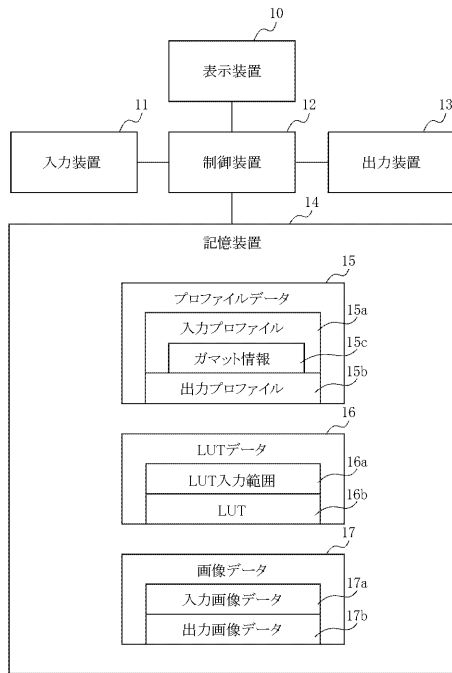 10
表示装置
11
12
13
入力装置
制御装置
出力装置
14
記憶装置
15
プロファイルデータ
15a
入力プロファイル
15c
ガマット情報
15b
出力プロファイル
16
LUTデータ
16a
LUT入力範囲
16b
LUT
17
画像データ
17a
入力画像データ
17b
出力画像データ